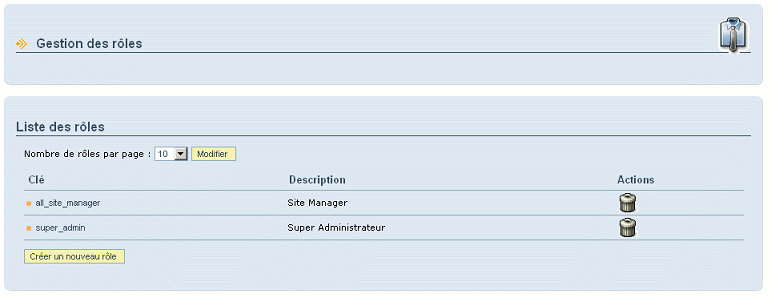 Gestion des rôles
Liste des rôles
Nombre de rôles par page : 10 Modifier
Clé Description Actions
all_site_manager Site Manager
super_admin Super Administrateur
Créer un nouveau rôle